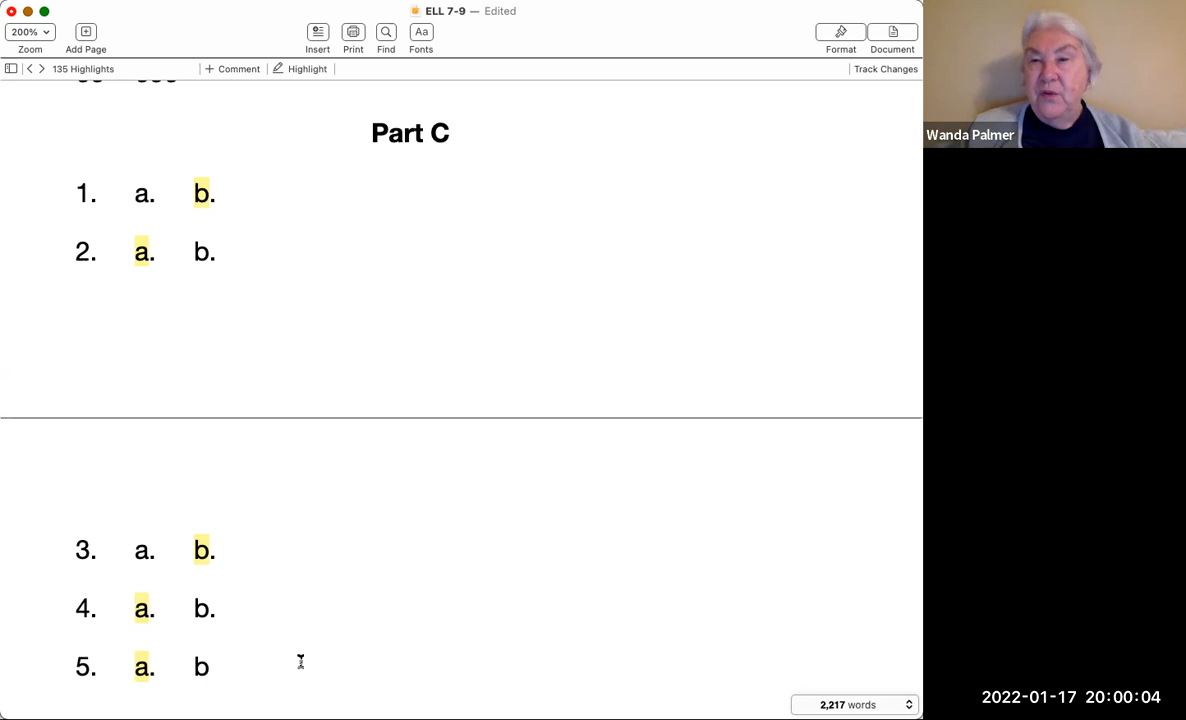 ELL 7-9 — Edited
200%
Zoom
Add Page
Insert
Print
Find
Aa
Fonts
Format
Document
135 Highlights
+ Comment
Highlight
Track Changes
Wanda Palmer
Part C
1. a. b.
2. a. b.
3. a. b.
4. a. b.
5. a. b
2,217 words
2022-01-17 20:00:04